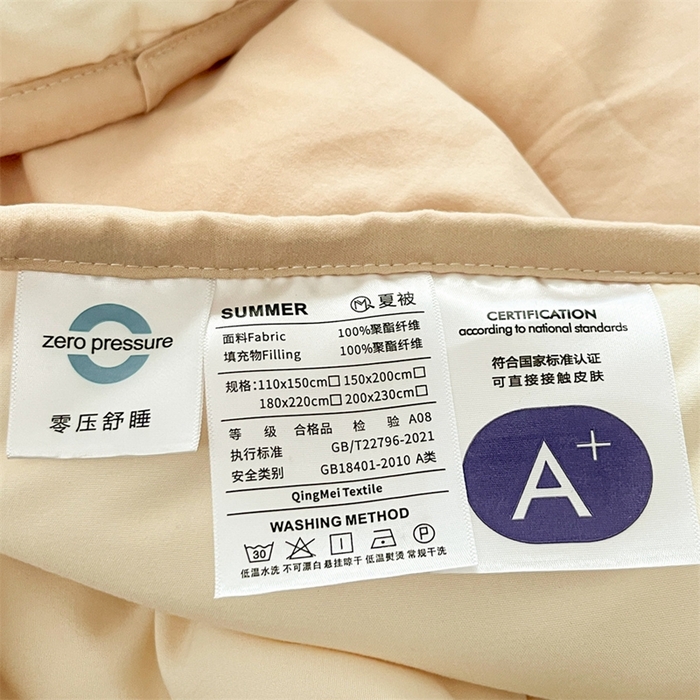 zero pressure
零压舒睡
SUMMER 夏被
面料Fabric 100%聚酯纤维
填充物Filling 100%聚酯纤维
规格:110x150cm□ 150x200cm□
180x220cm□ 200x230cm□
等 级 合格品 检 验 A08
执行标准 GB/T22796-2021
安全类别 GB18401-2010 A类
QingMei Textile
WASHING METHOD
30 P
低温水洗 不可漂白 悬挂晾干 低温熨烫 常规干洗
CERTIFICATION
according to national standards
符合国家标准认证
可直接接触皮肤
A+